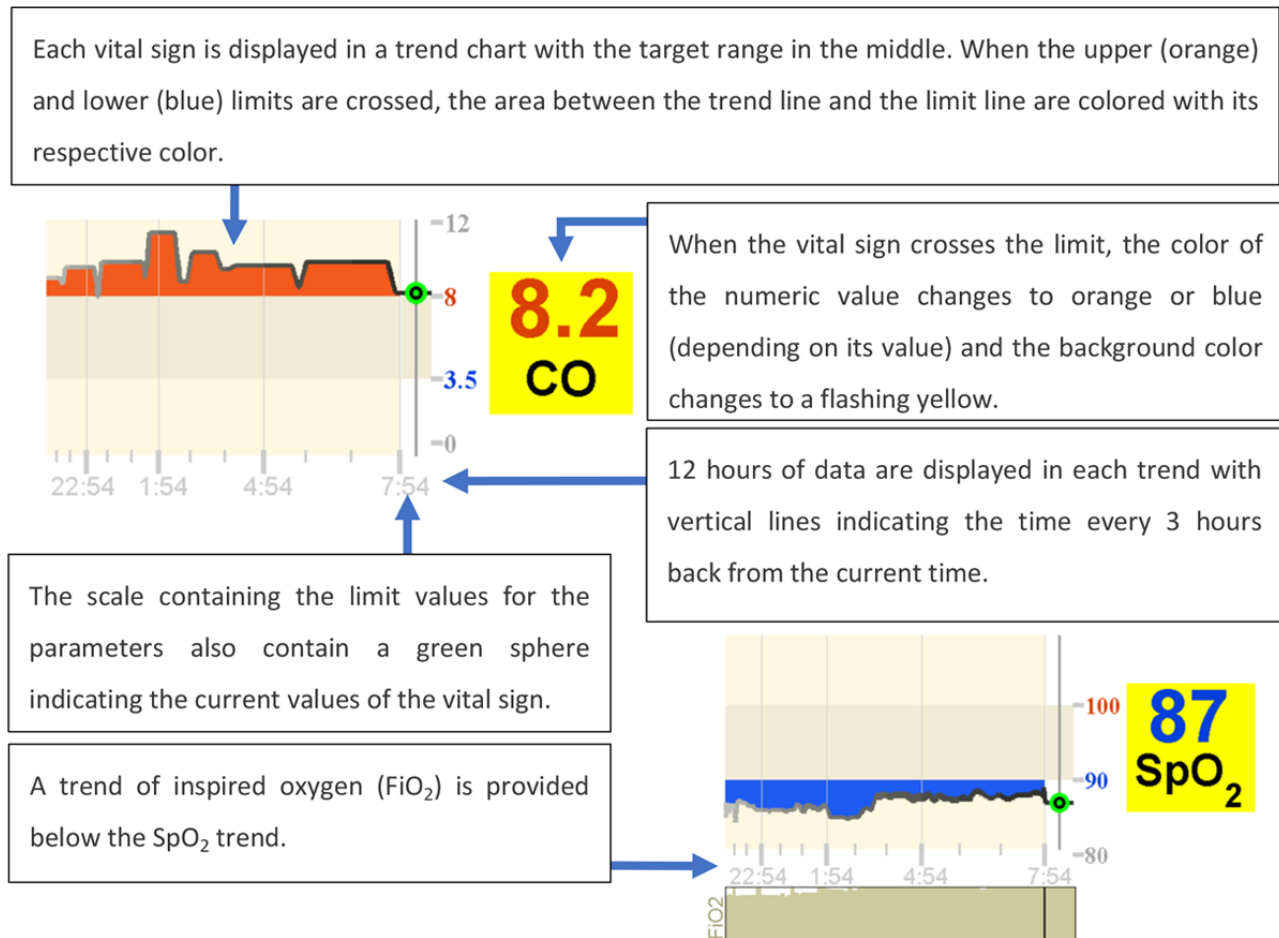 Each vital sign is displayed in a trend chart with the target range in the middle. When the upper (orange)
and lower (blue) limits are crossed, the area between the trend line and the limit line are colored with its
respective color.
12
8
3.5
0
22:54 1:54 4:54 7:54
8.2
CO
When the vital sign crosses the limit, the color of
the numeric value changes to orange or blue
(depending on its value) and the background color
changes to a flashing yellow.
12 hours of data are displayed in each trend with
vertical lines indicating the time every 3 hours
back from the current time.
The scale containing the limit values for the
parameters also contain a green sphere
indicating the current values of the vital sign.
A trend of inspired oxygen (FiO₂) is provided
below the SpO₂ trend.
100
90
80
22:54 1:54 4:54 7:54
87
SpO₂
FiO2